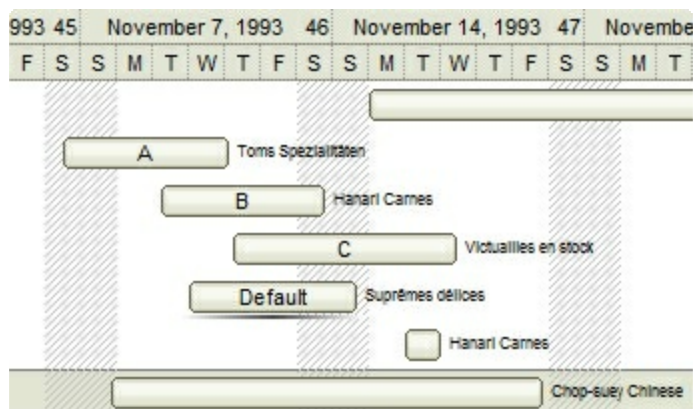 993 45 November 7, 1993 46 November 14, 1993 47 Novembe
F S S M T W T F S S M T W T F S S M T
A Toms Spezialitäten
B Hanari Carnes
C Victuailles en stock
Default Suprêmes délices
Hanari Carnes
Chop-suey Chinese